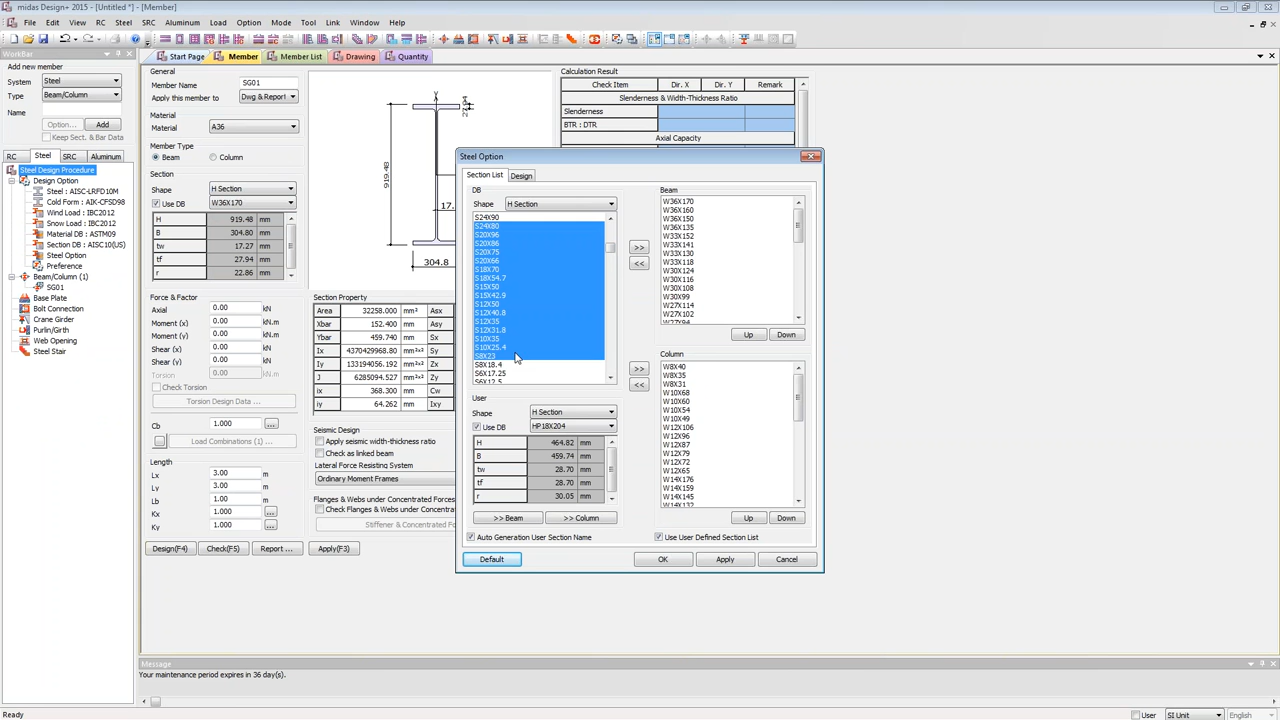 midas Design+ 2015 - [Untitled *] - [Member]
File Edit View RC Steel SRC Aluminum Load Option Mode Tool Link Window Help
WorkBar
Start Page Member Member List Drawing Quantity
Add new member
System Steel
Type Beam/Column
Name
Option... Add
Keep Sect. & Bar Data
RC Steel SRC Aluminum
Steel Design Procedure
Design Option
Steel : AISC-LRFD10M
Cold Form : AIK-CFSD98
Wind Load : IBC2012
Snow Load : IBC2012
Material DB : ASTM09
Section DB : AISC10(US)
Steel Option
Preference
Beam/Column (1)
SG01
Base Plate
Bolt Connection
Crane Girder
Purlin/Girth
Web Opening
Steel Stair
General
Member Name SG01
Apply this member to Dwg & Report
Material
Material A36
Member Type
Beam Column
Section
Shape H Section
Use DB W36X170
H 919.48 mm
B 304.80 mm
tw 17.27 mm
tf 27.94 mm
r 22.86 mm
Force & Factor
Axial 0.00 kN
Moment (x) 0.00 kN.m
Moment (y) 0.00 kN.m
Shear (x) 0.00 kN
Shear (y) 0.00 kN
Torsion 0.00 kN.m
Check Torsion
Torsion Design Data ...
Cb 1.000 ...
Load Combinations (1) ...
Length
Lx 3.00 m
Ly 3.00 m
Lb 1.00 m
Kx 1.000 ...
Ky 1.000 ...
Design(F4) Check(F5) Report ... Apply(F3)
Y
919.48
17.
304.8
Section Property
Area 32258.000 mm² Asx
Xbar 152.400 mm Asy
Ybar 459.740 mm Sx
Ix 4370429968.80 mm^4 Sy
Iy 133194056.192 mm^4 Zx
J 6285094.527 mm^4 Zy
ix 368.300 mm Cw
iy 64.262 mm Ixy
Seismic Design
Apply seismic width-thickness ratio
Check as linked beam
Lateral Force Resisting System
Ordinary Moment Frames
Flanges & Webs under Concentrated Forces
Check Flanges & Webs under Concentrat
Stiffener & Concentrated Fo
Calculation Result
Check Item Dir. X Dir. Y Remark
Slenderness & Width-Thickness Ratio
Slenderness
BTR : DTR
Axial Capacity
Steel Option
Section List Design
DB
Shape H Section
S24X90
S24X80
S20X96
S20X86
S20X75
S20X66
S18X70
S18X54.7
S15X50
S15X42.9
S12X50
S12X40.8
S12X35
S12X31.8
S10X35
S10X25.4
S8X23
S8X18.4
S6X17.25
S6X12.5
User
Shape H Section
Use DB HP18X204
H 464.82 mm
B 459.74 mm
tw 28.70 mm
tf 28.70 mm
r 30.05 mm
>> Beam >> Column
Auto Generation User Section Name
Default
>>
<<
>>
<<
Beam
W36X170
W36X160
W36X150
W36X135
W33X152
W33X141
W33X130
W33X118
W30X124
W30X116
W30X108
W30X99
W27X114
W27X102
W27X94
Up Down
Column
W8X40
W8X35
W8X31
W10X68
W10X60
W10X54
W10X49
W12X106
W12X96
W12X87
W12X79
W12X72
W12X65
W14X176
W14X159
W14X145
W14X132
Up Down
Use User Defined Section List
OK Apply Cancel
Message
Your maintenance period expires in 36 day(s).
Ready
User SI Unit English